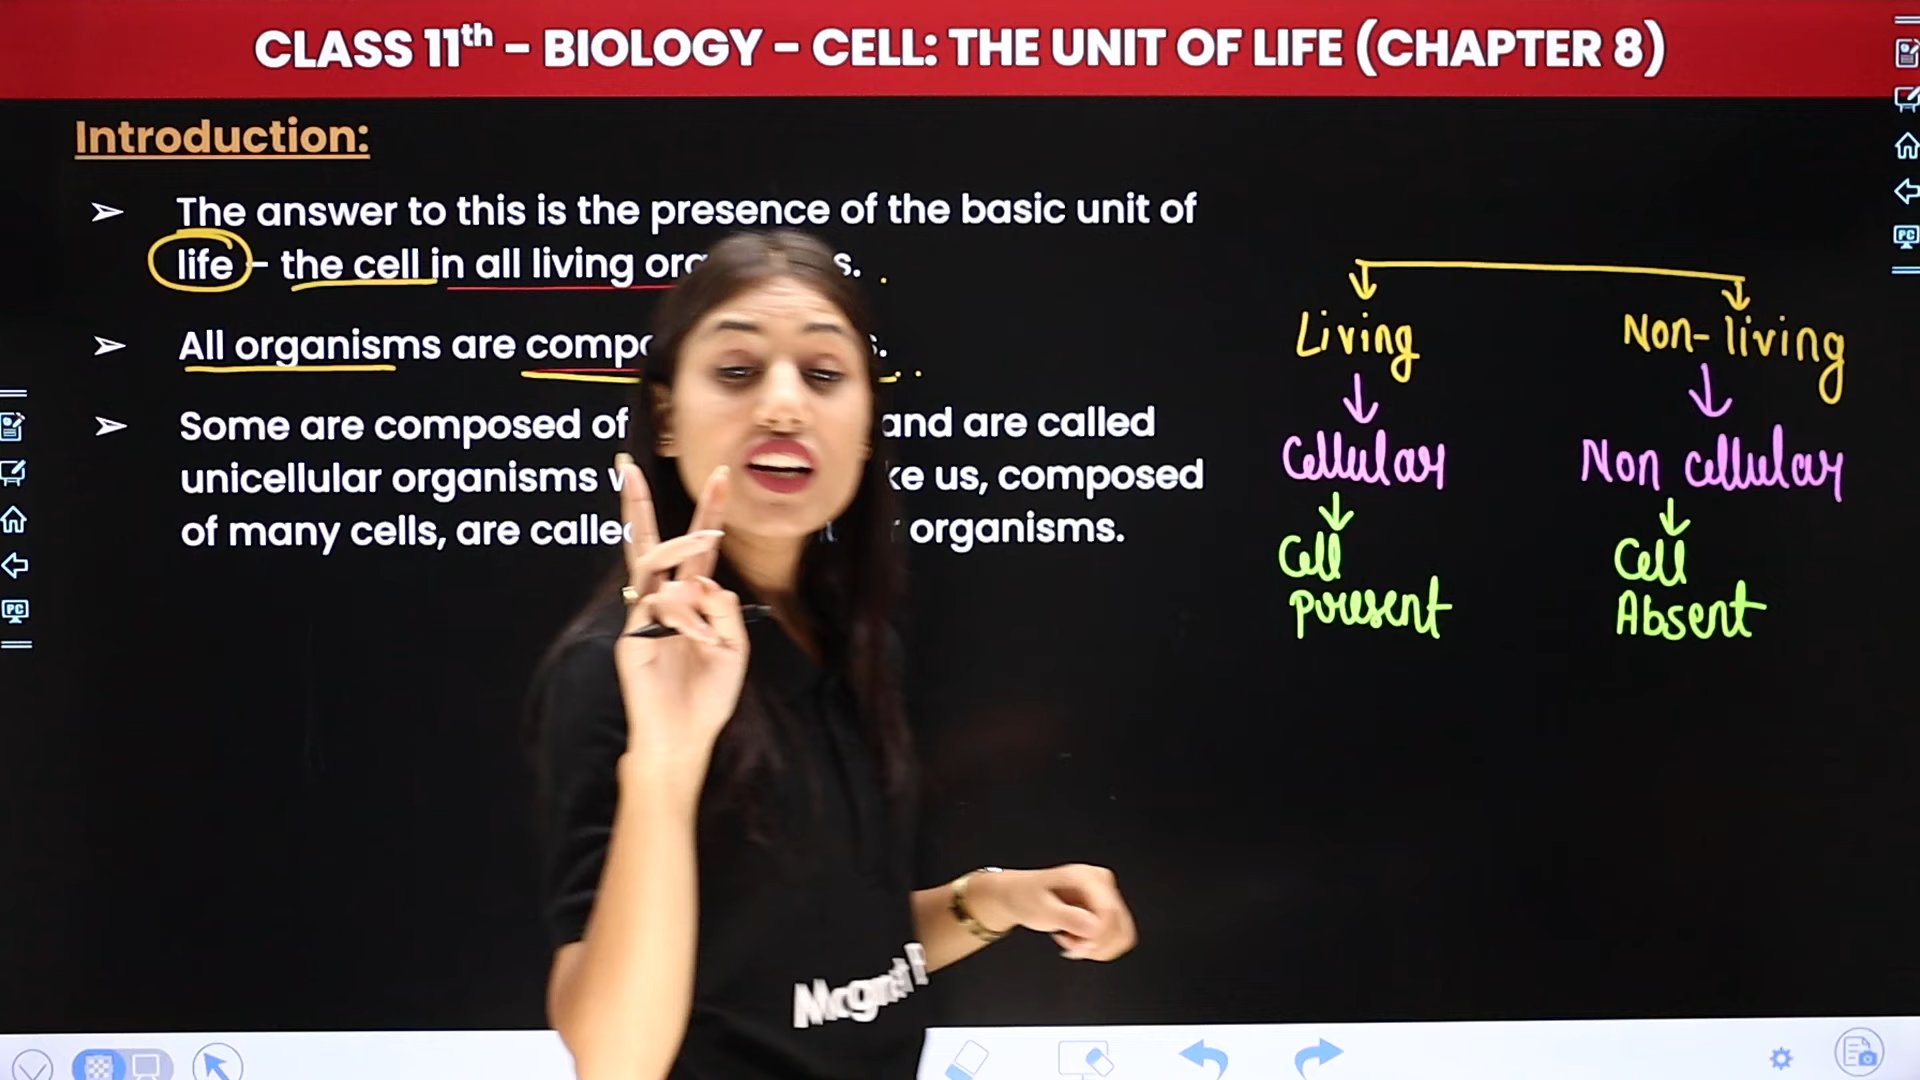 CLASS 11th - BIOLOGY - CELL: THE UNIT OF LIFE (CHAPTER 8)
Introduction:
➢ The answer to this is the presence of the basic unit of
life - the cell in all living s.
➢ All organisms are
➢ Some are composed of and are called
unicellular organisms us, composed
of many cells, are organisms.
Living Non-living
Cellular Non cellular
Cell Cell
present Absent
PC
PC